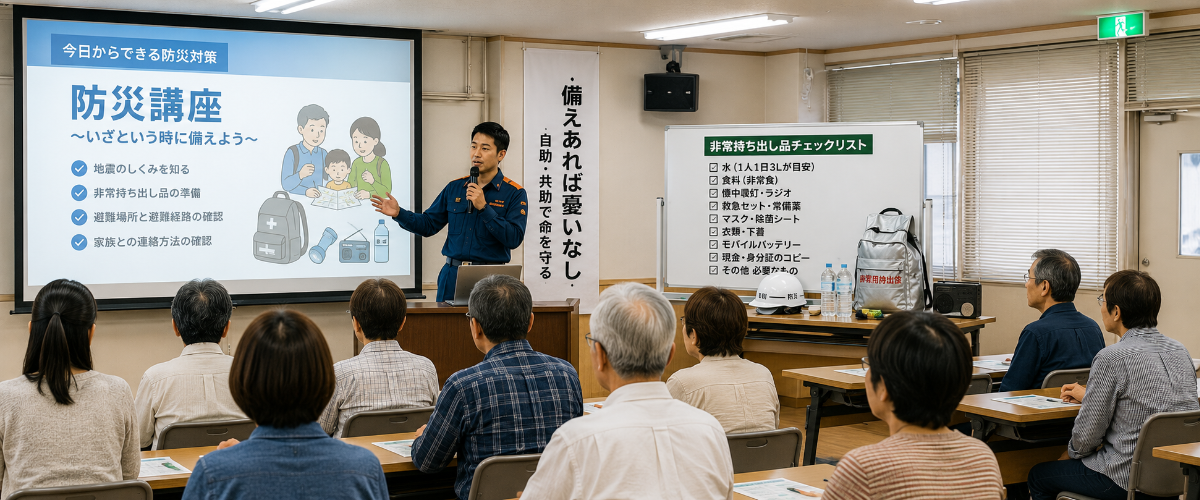 今日からできる防災対策
防災講座
〜いざという時に備えよう〜
地震のしくみを知る
非常持ち出し品の準備
避難場所と避難経路の確認
家族との連絡方法の確認
・備えあれば憂いなし・
・自助・共助で命を守る
非常持ち出し品チェックリスト
水(1人1日3Lが目安)
食料(非常食)
懐中電灯・ラジオ
救急セット・常備薬
マスク・除菌シート
衣類・下着
モバイルバッテリー
現金・身分証のコピー
その他 必要なもの
非常用持出袋